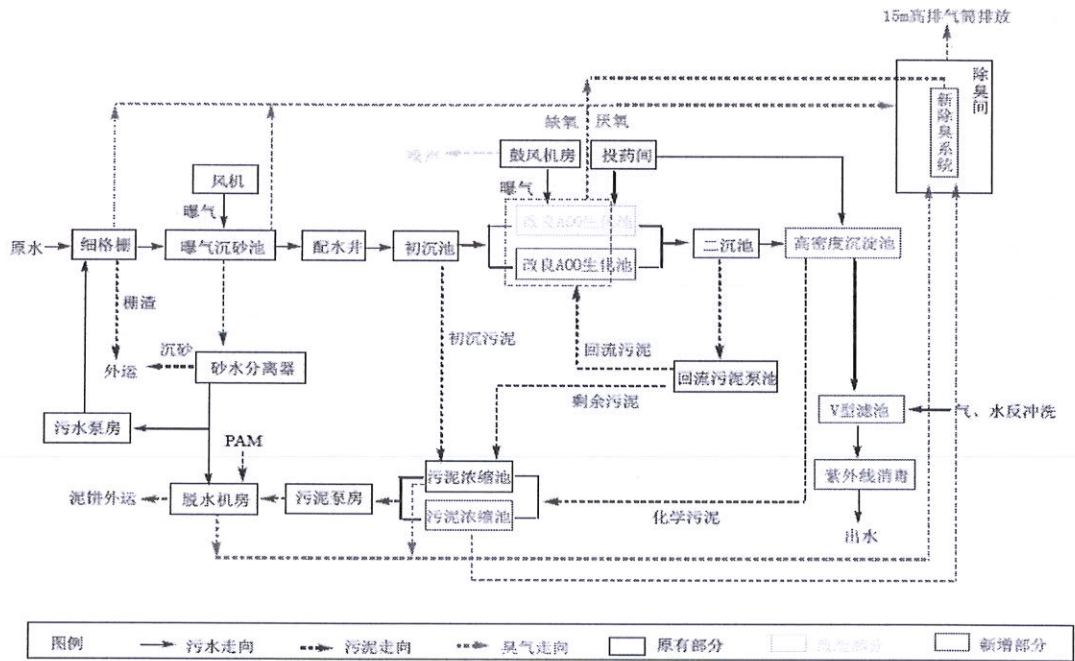 15m高排气筒排放
除臭间
新除臭系统
缺氧
厌氧
鼓风机房
投药间
风机
曝气
曝气
改良AOO生化池
原水
细格栅
曝气沉砂池
配水井
初沉池
改良AOO生化池
二沉池
高密度沉淀池
栅渣
沉砂
外运
砂水分离器
初沉污泥
回流污泥
回流污泥泵池
剩余污泥
V型滤池
气、水反冲洗
污水泵房
PAM
污泥浓缩池
紫外线消毒
泥饼外运
脱水机房
污泥泵房
污泥浓缩池
化学污泥
出水
图例
污水走向
污泥走向
臭气走向
原有部分
新增部分